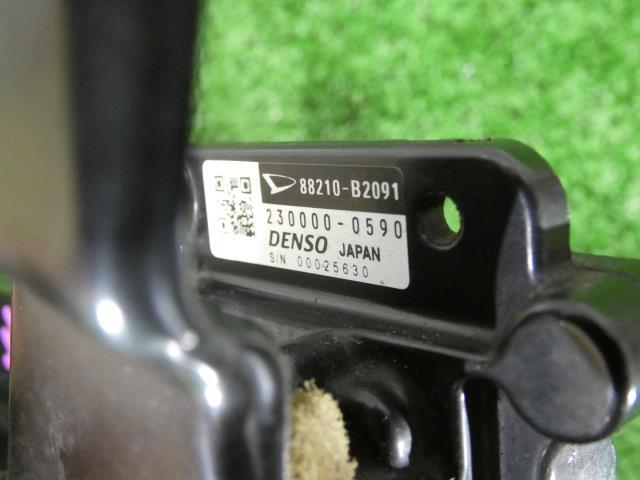 88210-B2091
230000-0590
DENSO JAPAN
S/N 00025630